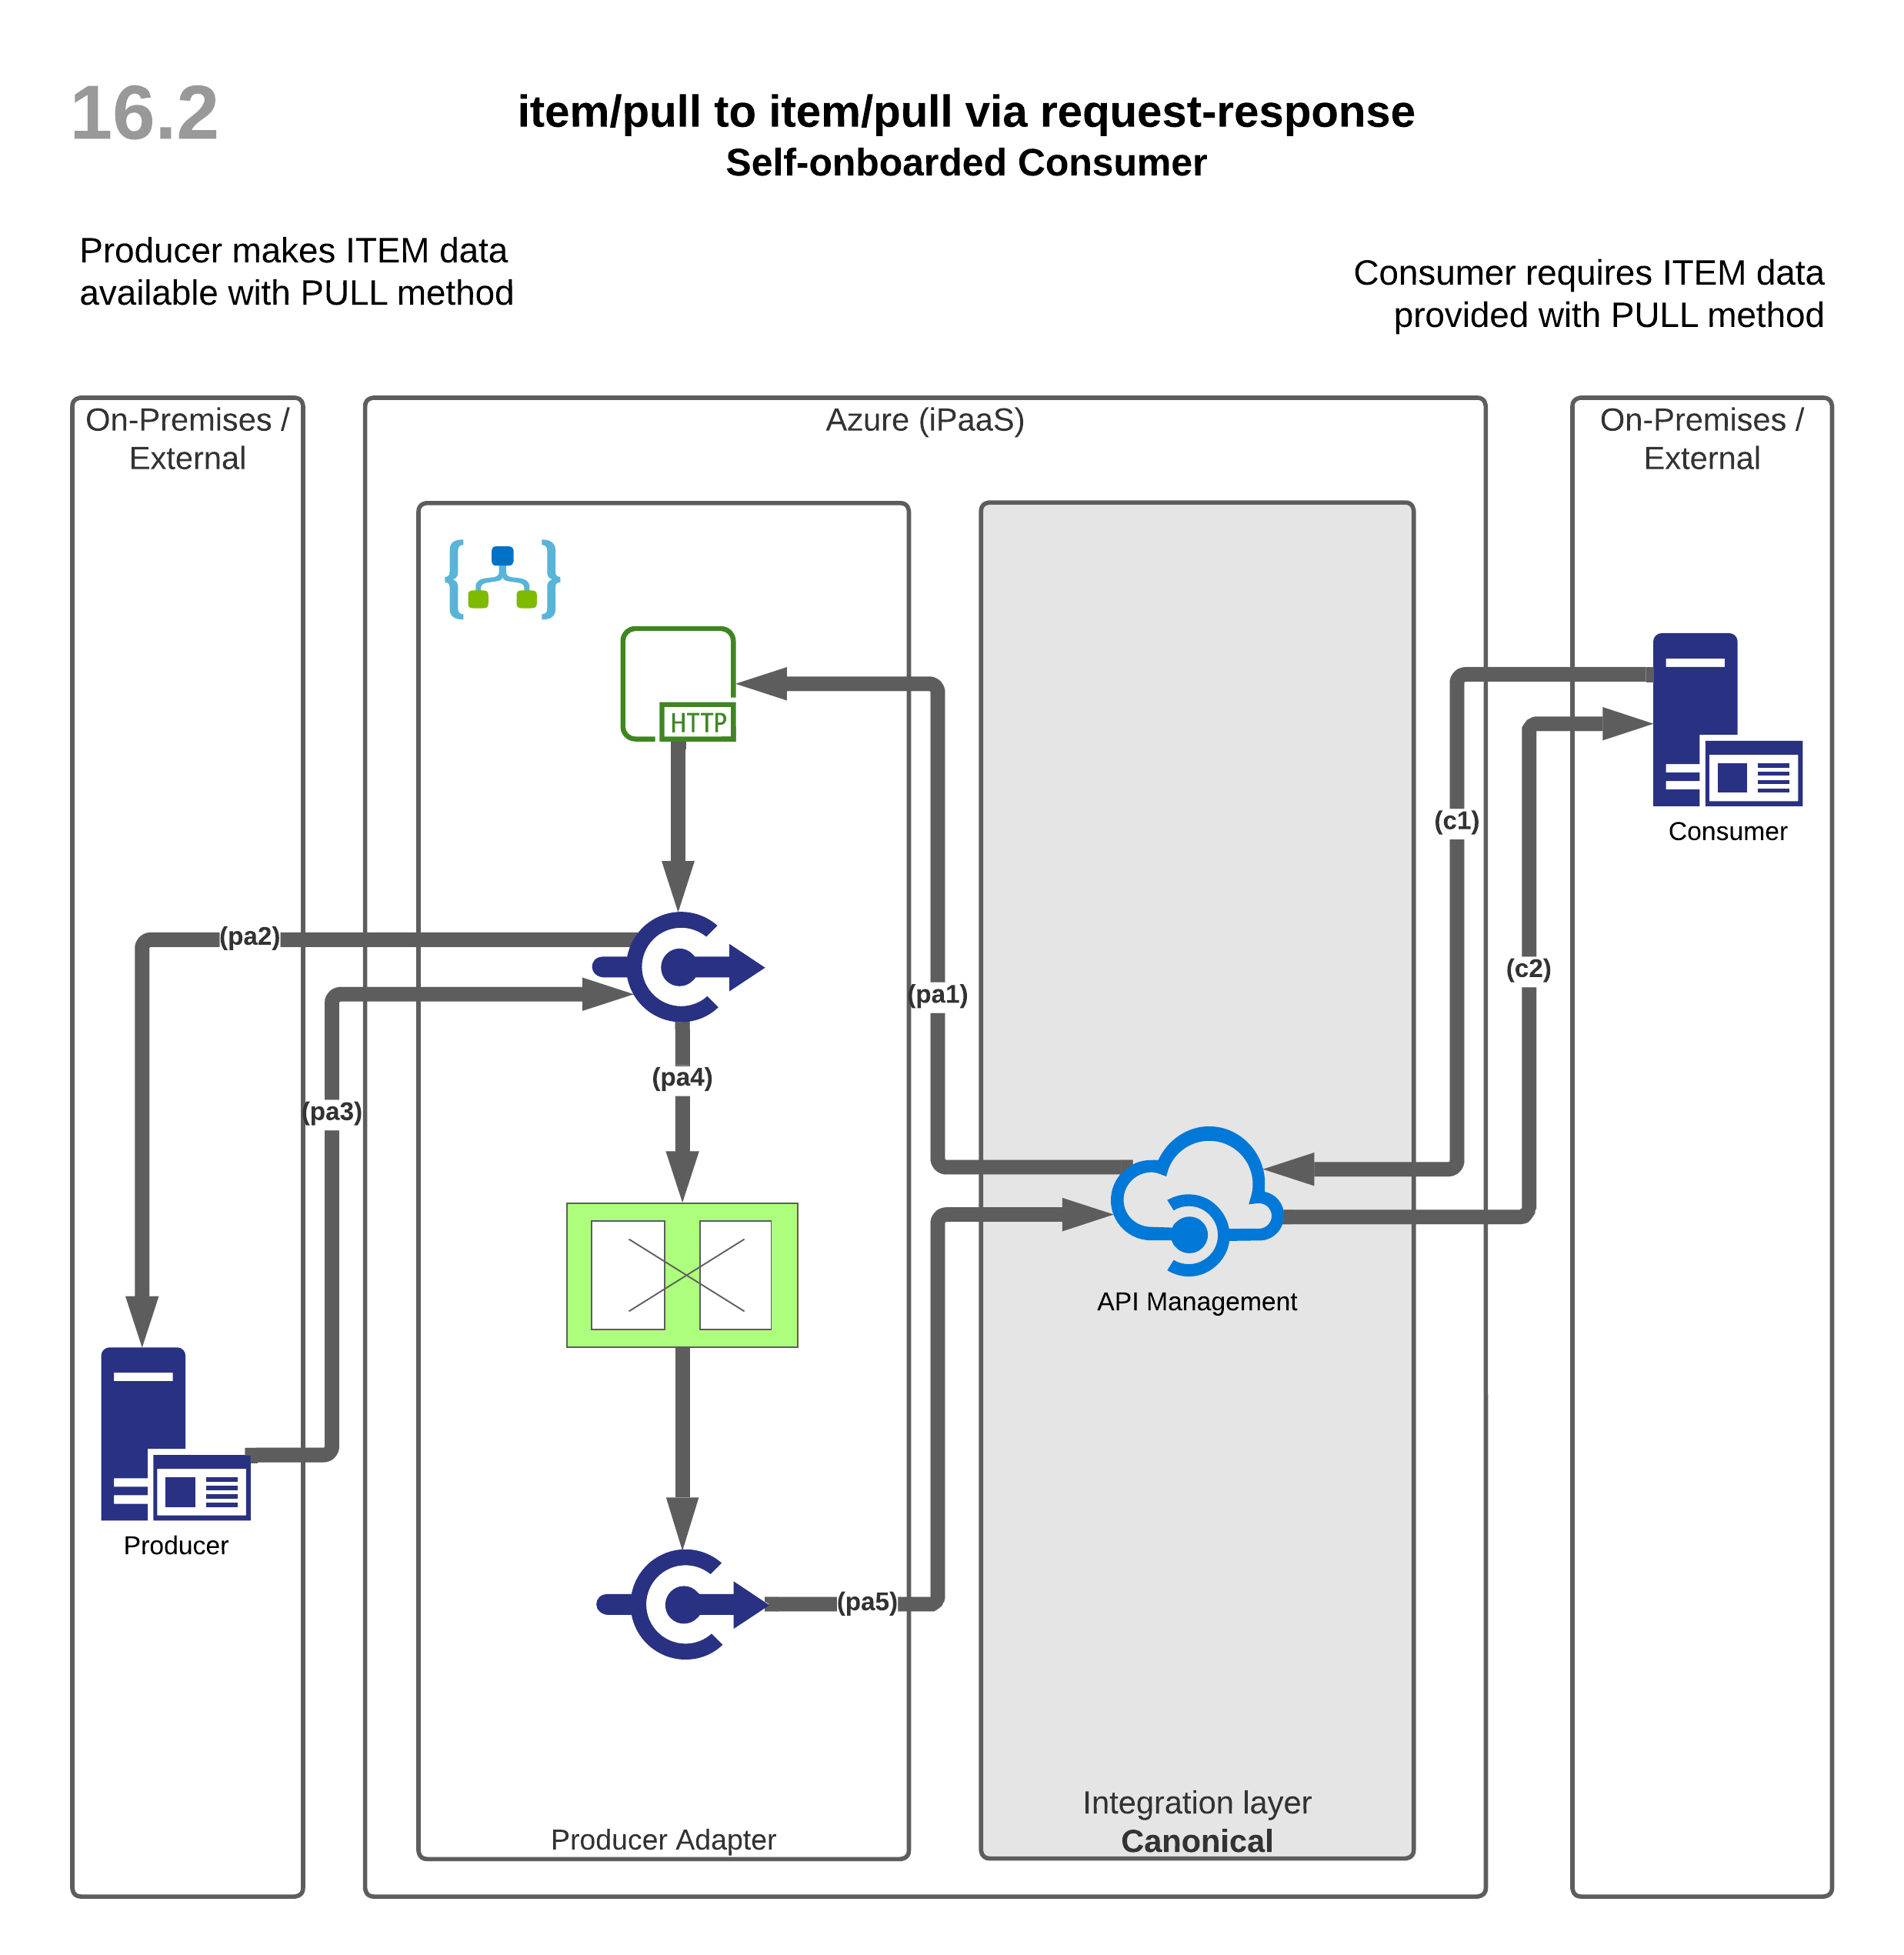 16.2
item/pull to item/pull via request-response
Self-onboarded Consumer
Producer makes ITEM data
available with PULL method
Consumer requires ITEM data
provided with PULL method
On-Premises /
External
Azure (iPaaS)
On-Premises /
External
HTTP
(c1)
Consumer
(pa2)
(c2)
(pa1)
(pa4)
(pa3)
API Management
Producer
(pa5)
Integration layer
Canonical
Producer Adapter